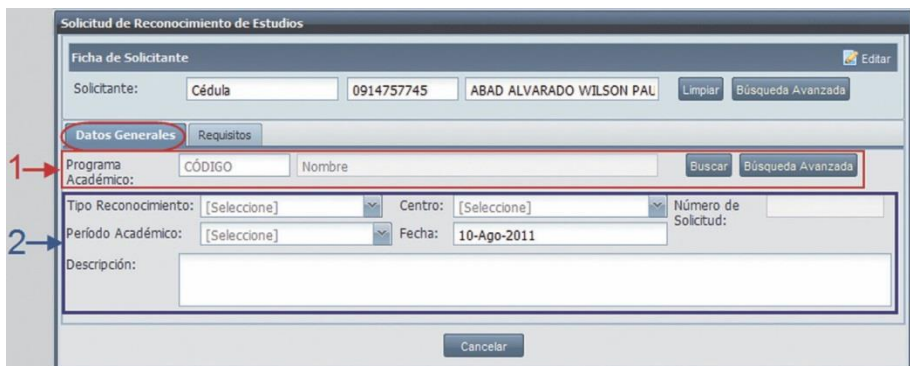 Solicitud de Reconocimiento de Estudios
Ficha de Solicitante Editar
Solicitante: Cédula 0914757745 ABAD ALVARADO WILSON PAU Limpiar Búsqueda Avanzada
Datos Generales Requisitos
1 Programa Académico: CÓDIGO Nombre Buscar Búsqueda Avanzada
Tipo Reconocimiento: [Seleccione] Centro: [Seleccione] Número de Solicitud:
2 Período Académico: [Seleccione] Fecha: 10-Ago-2011
Descripción:
Cancelar